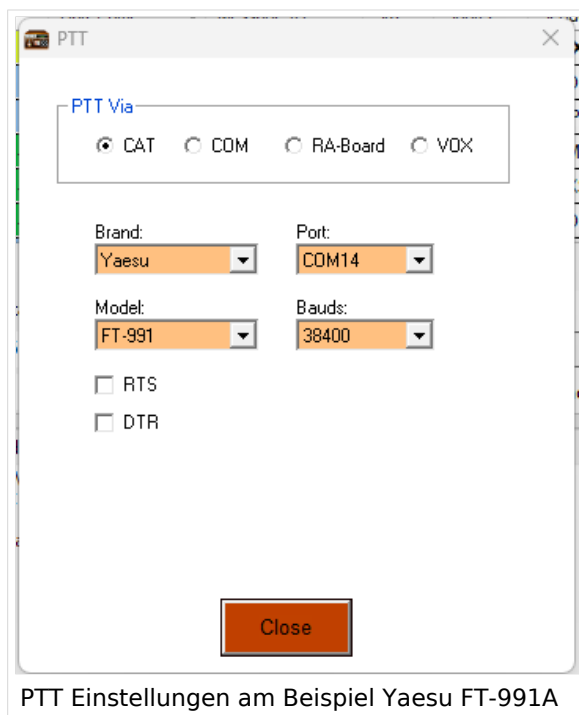 PTT
PTT Via
CAT COM RA-Board VOX
Brand: Port:
Yaesu COM14
Model: Bauds:
FT-991 38400
RTS
DTR
Close
PTT Einstellungen am Beispiel Yaesu FT-991A